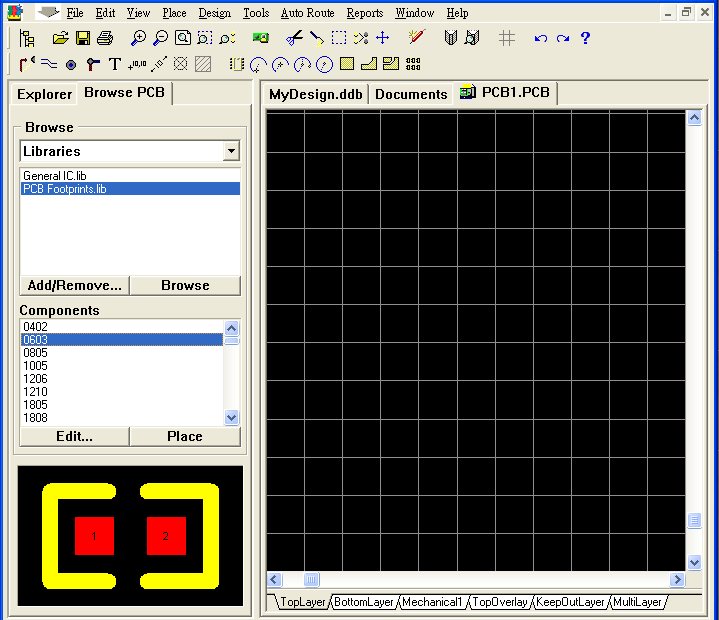 File Edit View Place Design Tools Auto Route Reports Window Help
T +10,10
Explorer Browse PCB
MyDesign.ddb Documents PCB1.PCB
Browse
Libraries
General IC.lib
PCB Footprints.lib
Add/Remove... Browse
Components
0402
0603
0805
1005
1206
1210
1805
1808
Edit... Place
1 2
TopLayer BottomLayer Mechanical1 TopOverlay KeepOutLayer MultiLayer